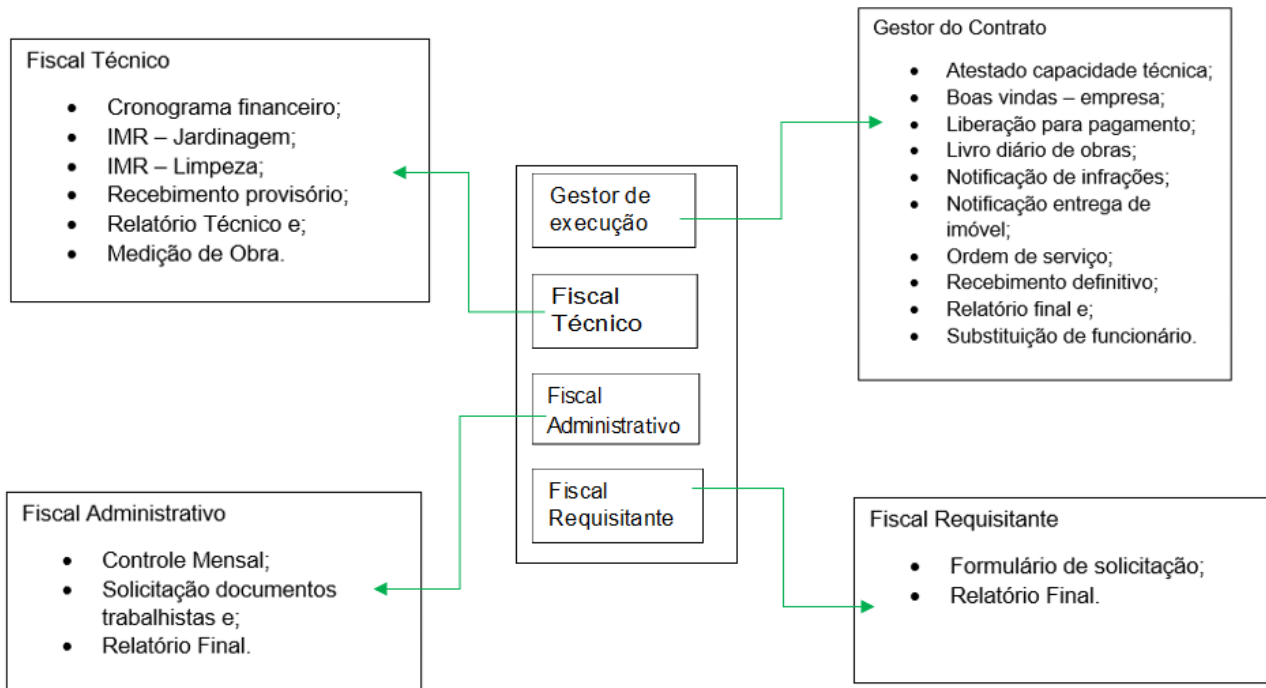 Fiscal Técnico
• Cronograma financeiro;
• IMR – Jardinagem;
• IMR – Limpeza;
• Recebimento provisório;
• Relatório Técnico e;
• Medição de Obra.
Gestor do Contrato
• Atestado capacidade técnica;
• Boas vindas – empresa;
• Liberação para pagamento;
• Livro diário de obras;
• Notificação de infrações;
• Notificação entrega de
imóvel;
• Ordem de serviço;
• Recebimento definitivo;
• Relatório final e;
• Substituição de funcionário.
Gestor de
execução
Fiscal
Técnico
Fiscal
Administrativo
Fiscal
Requisitante
Fiscal Administrativo
• Controle Mensal;
• Solicitação documentos
trabalhistas e;
• Relatório Final.
Fiscal Requisitante
• Formulário de solicitação;
• Relatório Final.